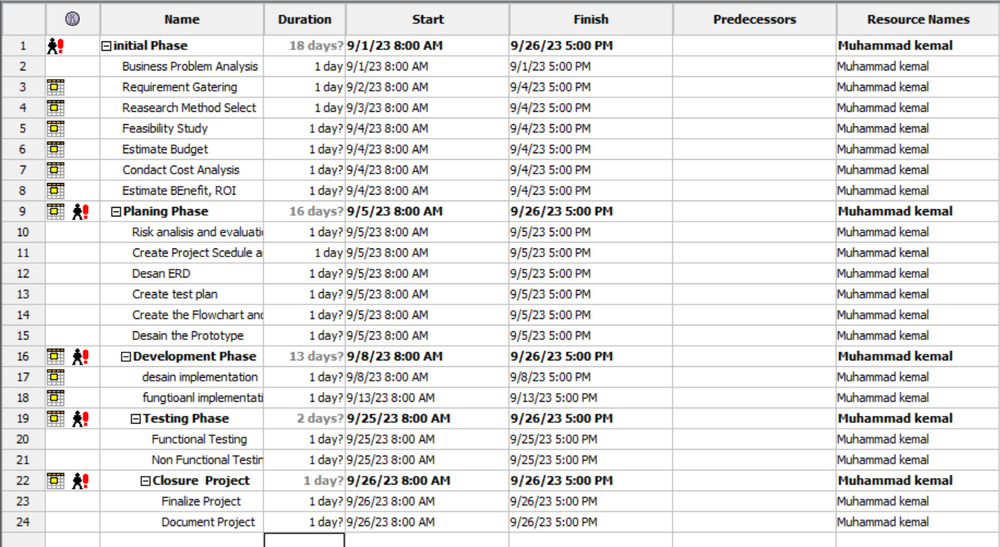 Name Duration Start Finish Predecessors Resource Names
1 initial Phase 18 days? 9/1/23 8:00 AM 9/26/23 5:00 PM Muhammad kemal
2 Business Problem Analysis 1 day 9/1/23 8:00 AM 9/1/23 5:00 PM Muhammad kemal
3 Requirement Gatering 1 day 9/2/23 8:00 AM 9/4/23 5:00 PM Muhammad kemal
4 Reasearch Method Select 1 day 9/3/23 8:00 AM 9/4/23 5:00 PM Muhammad kemal
5 Feasibility Study 1 day? 9/4/23 8:00 AM 9/4/23 5:00 PM Muhammad kemal
6 Estimate Budget 1 day? 9/4/23 8:00 AM 9/4/23 5:00 PM Muhammad kemal
7 Condact Cost Analysis 1 day? 9/4/23 8:00 AM 9/4/23 5:00 PM Muhammad kemal
8 Estimate BEnefit, ROI 1 day? 9/4/23 8:00 AM 9/4/23 5:00 PM Muhammad kemal
9 Planing Phase 16 days? 9/5/23 8:00 AM 9/26/23 5:00 PM Muhammad kemal
10 Risk analisis and evaluati 1 day? 9/5/23 8:00 AM 9/5/23 5:00 PM Muhammad kemal
11 Create Project Scedule a 1 day 9/5/23 8:00 AM 9/5/23 5:00 PM Muhammad kemal
12 Desan ERD 1 day? 9/5/23 8:00 AM 9/5/23 5:00 PM Muhammad kemal
13 Create test plan 1 day? 9/5/23 8:00 AM 9/5/23 5:00 PM Muhammad kemal
14 Create the Flowchart and 1 day? 9/5/23 8:00 AM 9/5/23 5:00 PM Muhammad kemal
15 Desain the Prototype 1 day? 9/5/23 8:00 AM 9/5/23 5:00 PM Muhammad kemal
16 Development Phase 13 days? 9/8/23 8:00 AM 9/26/23 5:00 PM Muhammad kemal
17 desain implementation 1 day? 9/8/23 8:00 AM 9/8/23 5:00 PM Muhammad kemal
18 fungtioanl implementati 1 day? 9/13/23 8:00 AM 9/13/23 5:00 PM Muhammad kemal
19 Testing Phase 2 days? 9/25/23 8:00 AM 9/26/23 5:00 PM Muhammad kemal
20 Functional Testing 1 day? 9/25/23 8:00 AM 9/25/23 5:00 PM Muhammad kemal
21 Non Functional Testin 1 day? 9/25/23 8:00 AM 9/25/23 5:00 PM Muhammad kemal
22 Closure Project 1 day? 9/26/23 8:00 AM 9/26/23 5:00 PM Muhammad kemal
23 Finalize Project 1 day? 9/26/23 8:00 AM 9/26/23 5:00 PM Muhammad kemal
24 Document Project 1 day? 9/26/23 8:00 AM 9/26/23 5:00 PM Muhammad kemal